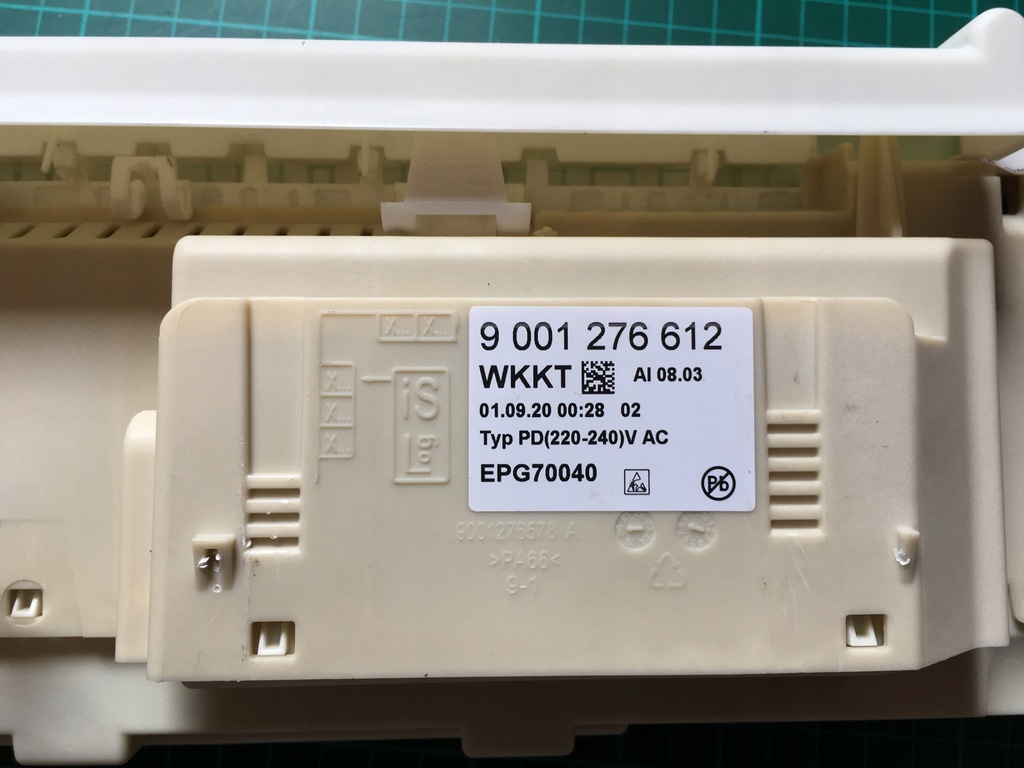 9 001 276 612
WKKT AI 08.03
01.09.20 00:28 02
Typ PD(220-240)V AC
EPG70040
Pb
X... X...
X...
X...
X...
iS
Lg.
9001276578 A
>PA66<
9-1